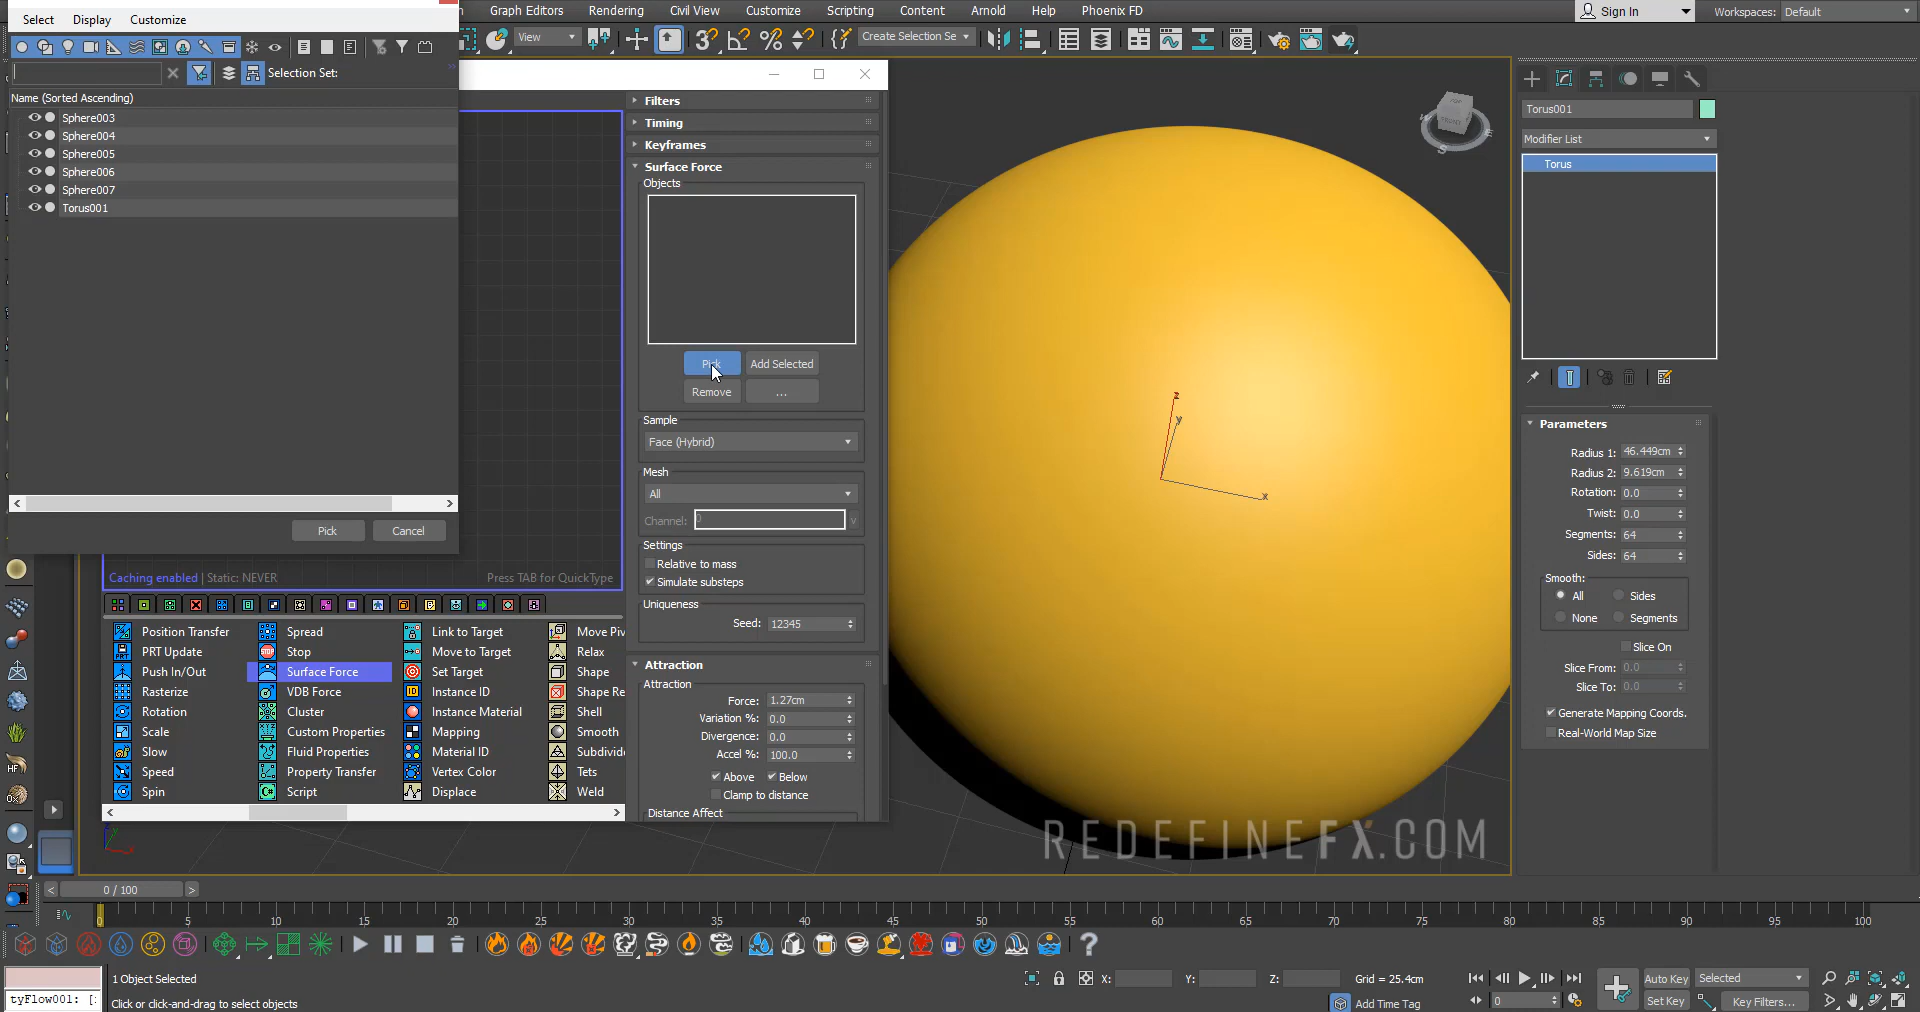 Select Display Customize
Graph Editors Rendering Civil View Customize Scripting Content Arnold Help Phoenix FD
Sign In Workspaces: Default
View Create Selection Se
Selection Set:
Name (Sorted Ascending)
Sphere003
Sphere004
Sphere005
Sphere006
Sphere007
Torus001
Pick Cancel
Filters
Timing
Keyframes
Surface Force
Objects
Pick Add Selected
Remove ...
Sample
Face (Hybrid)
Mesh
All
Channel: 0
Settings
Relative to mass
Simulate substeps
Uniqueness
Seed: 12345
Attraction
Attraction
Force: 1.27cm
Variation %: 0.0
Divergence: 0.0
Accel %: 100.0
Above Below
Clamp to distance
Distance Affect
Caching enabled | Static: NEVER Press TAB for QuickType
Position Transfer Spread Link to Target Move Piv
PRT Update Stop Move to Target Relax
Push In/Out Surface Force Set Target Shape
Rasterize VDB Force Instance ID Shape Re
Rotation Cluster Instance Material Shell
Scale Custom Properties Mapping Smooth
Slow Fluid Properties Material ID Subdivide
Speed Property Transfer Vertex Color Tets
Spin Script Displace Weld
z
y
x
FRONT
E
S
Torus001
Modifier List
Torus
Parameters
Radius 1: 46.449cm
Radius 2: 9.619cm
Rotation: 0.0
Twist: 0.0
Segments: 64
Sides: 64
Smooth:
All Sides
None Segments
Slice On
Slice From: 0.0
Slice To: 0.0
Generate Mapping Coords.
Real-World Map Size
REDEFINEFX.COM
0 / 100
0 5 10 15 20 25 30 35 40 45 50 55 60 65 70 75 80 85 90 95 100
1 Object Selected X: Y: Z: Grid = 25.4cm Auto Key Selected
tyFlow001: [: Click or click-and-drag to select objects Add Time Tag 0 Set Key Key Filters...